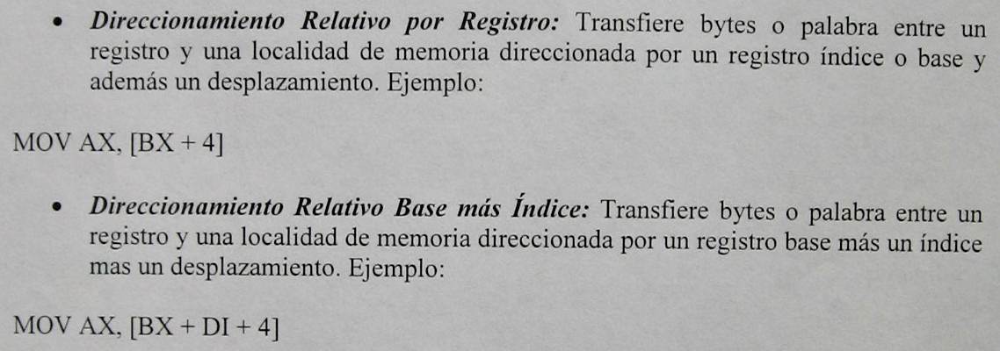 • Direccionamiento Relativo por Registro: Transfiere bytes o palabra entre un
registro y una localidad de memoria direccionada por un registro índice o base y
además un desplazamiento. Ejemplo:
MOV AX, [BX + 4]
• Direccionamiento Relativo Base más Índice: Transfiere bytes o palabra entre un
registro y una localidad de memoria direccionada por un registro base más un índice
mas un desplazamiento. Ejemplo:
MOV AX, [BX + DI + 4]